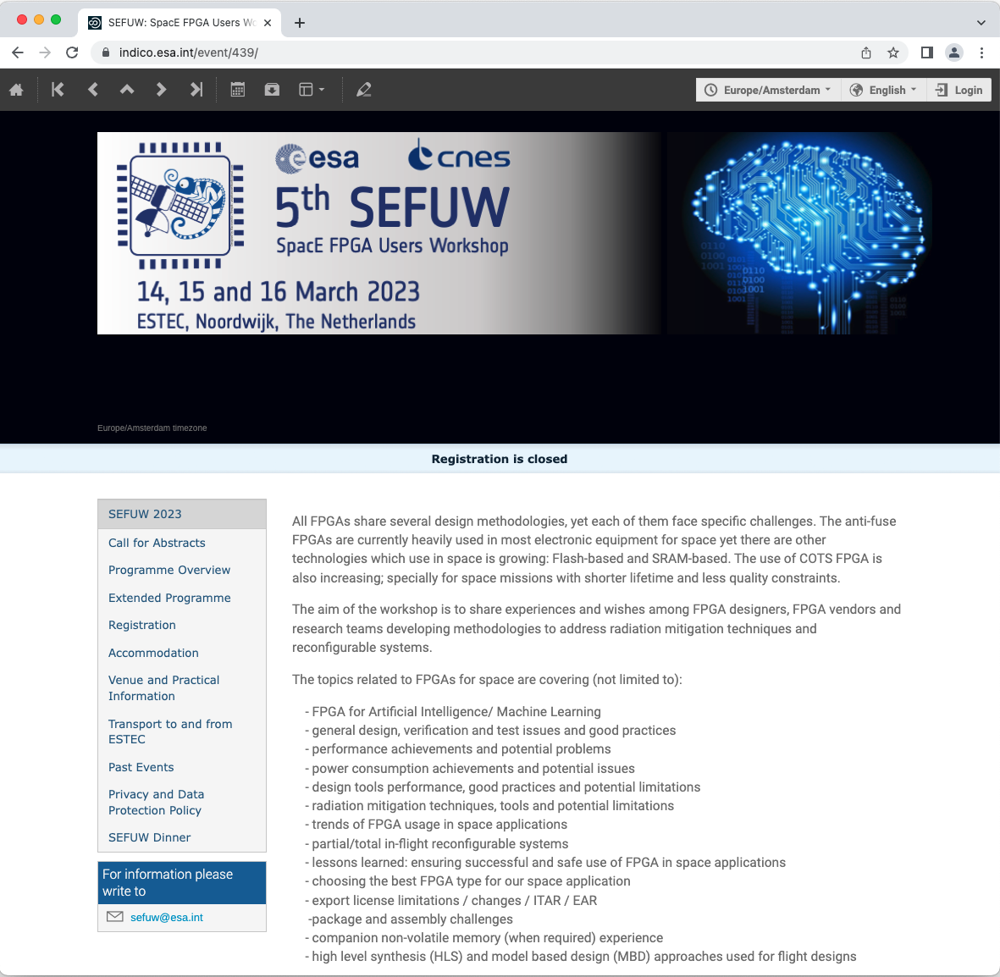 SEFUW: SpacE FPGA Users Wo
indico.esa.int/event/439/
Europe/Amsterdam
English
Login
esa
cnes
5th SEFUW
SpacE FPGA Users Workshop
14, 15 and 16 March 2023
ESTEC, Noordwijk, The Netherlands
Europe/Amsterdam timezone
Registration is closed
SEFUW 2023
Call for Abstracts
Programme Overview
Extended Programme
Registration
Accommodation
Venue and Practical
Information
Transport to and from
ESTEC
Past Events
Privacy and Data
Protection Policy
SEFUW Dinner
For information please
write to
sefuw@esa.int
All FPGAs share several design methodologies, yet each of them face specific challenges. The anti-fuse
FPGAs are currently heavily used in most electronic equipment for space yet there are other
technologies which use in space is growing: Flash-based and SRAM-based. The use of COTS FPGA is
also increasing; specially for space missions with shorter lifetime and less quality constraints.
The aim of the workshop is to share experiences and wishes among FPGA designers, FPGA vendors and
research teams developing methodologies to address radiation mitigation techniques and
reconfigurable systems.
The topics related to FPGAs for space are covering (not limited to):
- FPGA for Artificial Intelligence/ Machine Learning
- general design, verification and test issues and good practices
- performance achievements and potential problems
- power consumption achievements and potential issues
- design tools performance, good practices and potential limitations
- radiation mitigation techniques, tools and potential limitations
- trends of FPGA usage in space applications
- partial/total in-flight reconfigurable systems
- lessons learned: ensuring successful and safe use of FPGA in space applications
- choosing the best FPGA type for our space application
- export license limitations / changes / ITAR / EAR
-package and assembly challenges
- companion non-volatile memory (when required) experience
- high level synthesis (HLS) and model based design (MBD) approaches used for flight designs